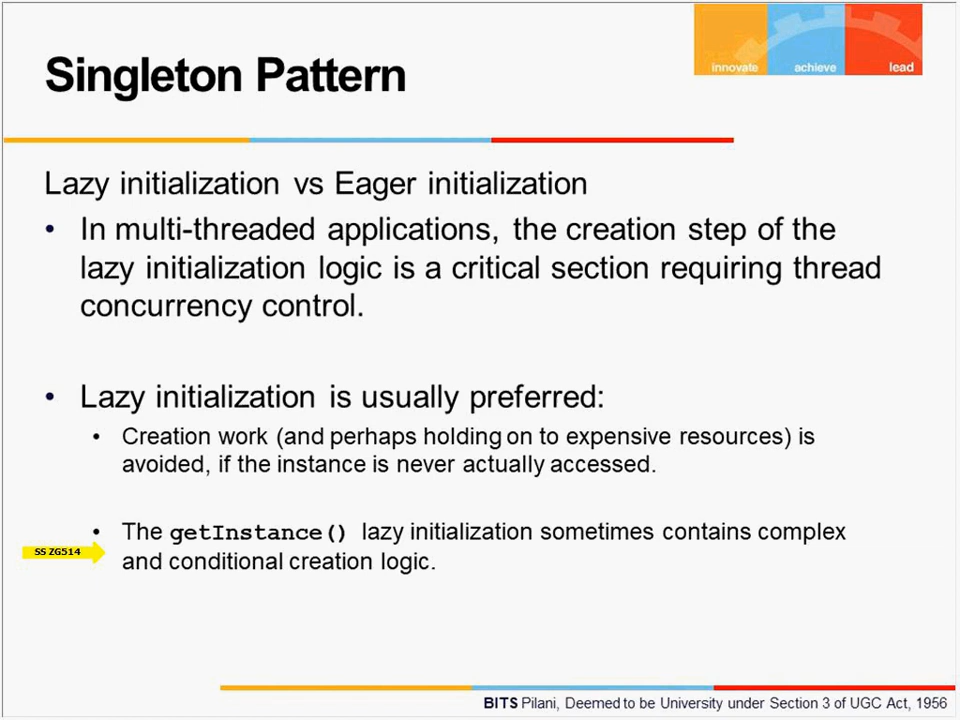 Singleton Pattern
innovate achieve lead
Lazy initialization vs Eager initialization
• In multi-threaded applications, the creation step of the
lazy initialization logic is a critical section requiring thread
concurrency control.
• Lazy initialization is usually preferred:
• Creation work (and perhaps holding on to expensive resources) is
avoided, if the instance is never actually accessed.
• The getInstance() lazy initialization sometimes contains complex
SS ZG514
and conditional creation logic.
BITS Pilani, Deemed to be University under Section 3 of UGC Act, 1956